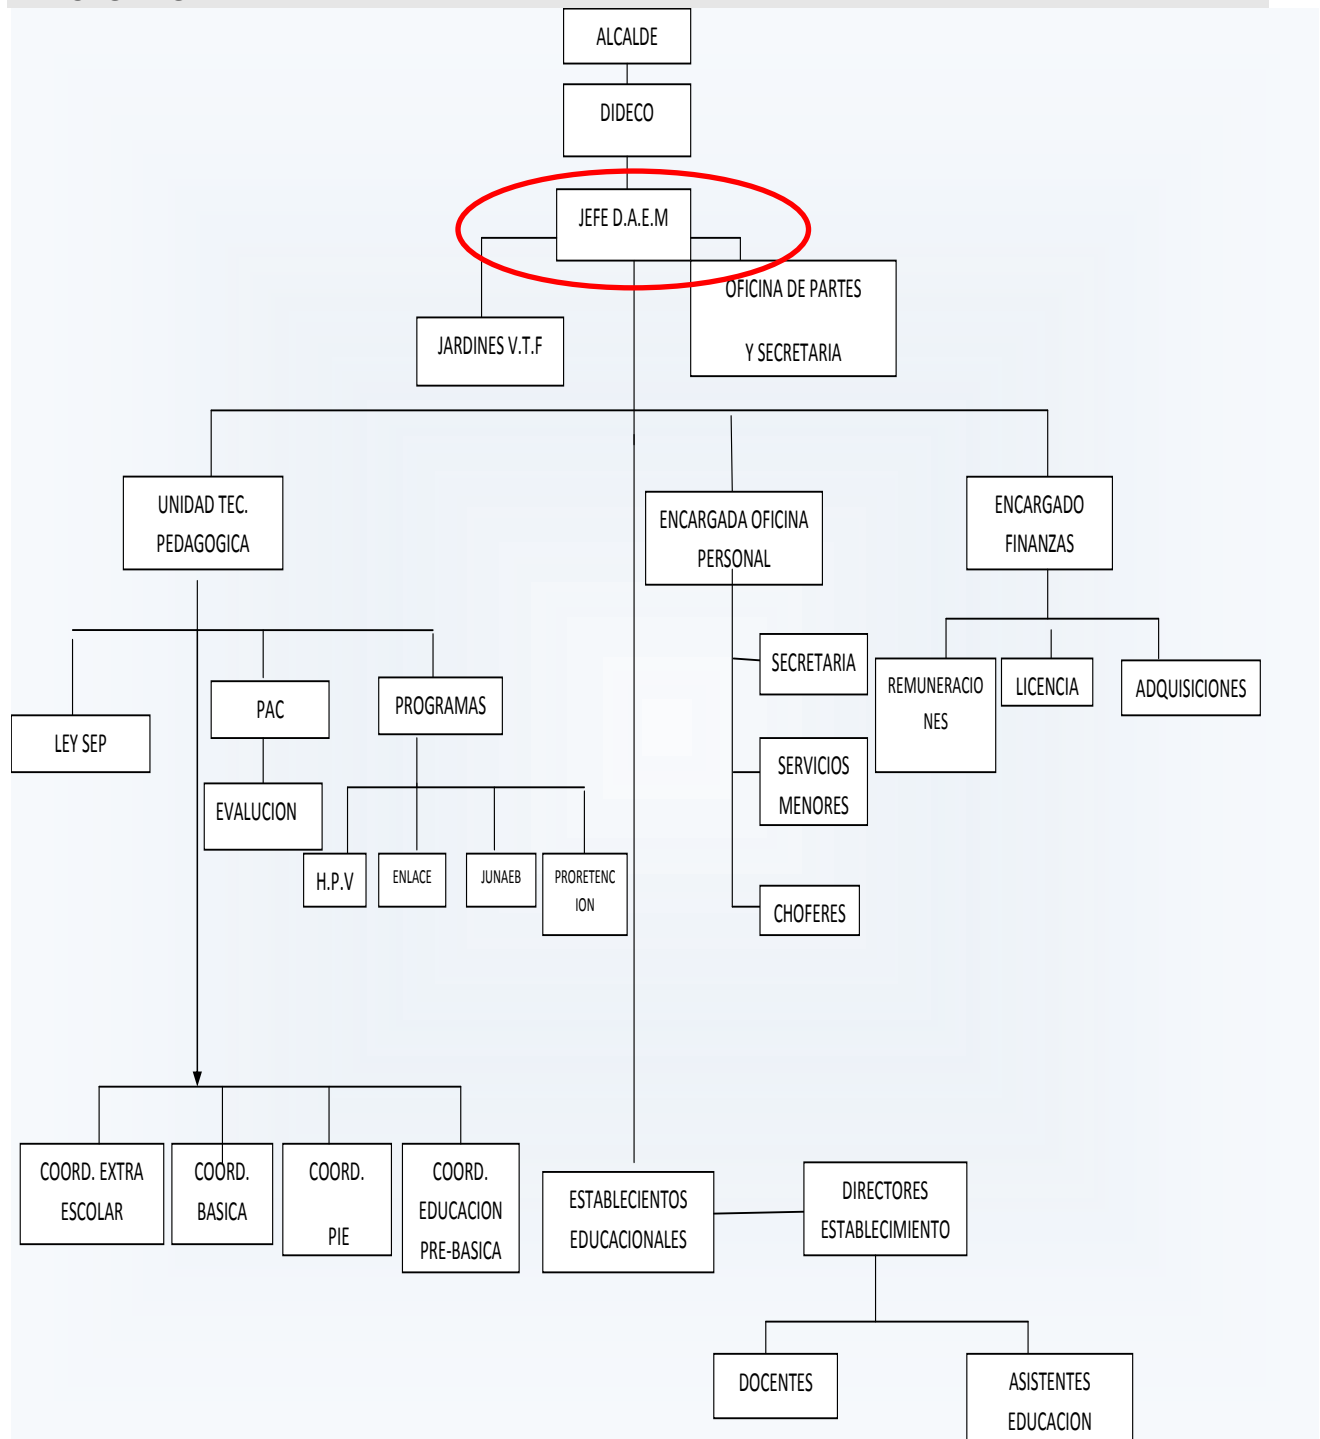 ALCALDE
DIDECO
JEFE D.A.E.M
OFICINA DE PARTES
Y SECRETARIA
JARDINES V.T.F
UNIDAD TEC.
PEDAGOGICA
ENCARGADA OFICINA
PERSONAL
ENCARGADO
FINANZAS
LEY SEP
PAC
PROGRAMAS
EVALUCION
H.P.V
ENLACE
JUNAEB
PRORETENC
ION
SECRETARIA
SERVICIOS
MENORES
CHOFERES
REMUNERACIO
NES
LICENCIA
ADQUISICIONES
COORD. EXTRA
ESCOLAR
COORD.
BASICA
COORD.
PIE
COORD.
EDUCACION
PRE-BASICA
ESTABLECIENTOS
EDUCACIONALES
DIRECTORES
ESTABLECIMIENTO
DOCENTES
ASISTENTES
EDUCACION